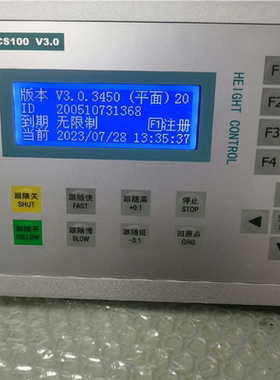 CS100 V3.0
版本 V3.0.3450 (平面) 20
ID 200510731368
到期 无限制 F1注册
当前 2023/07/28 13:35:37
HEIGHT CONTROL
F1
F2
F3
F4
跟随关
SHUT
跟随快
FAST
跟随高
+0.1
停止
STOP
跟随开
FOLLOW
跟随慢
SLOW
跟随低
-0.1
回原点
ORG